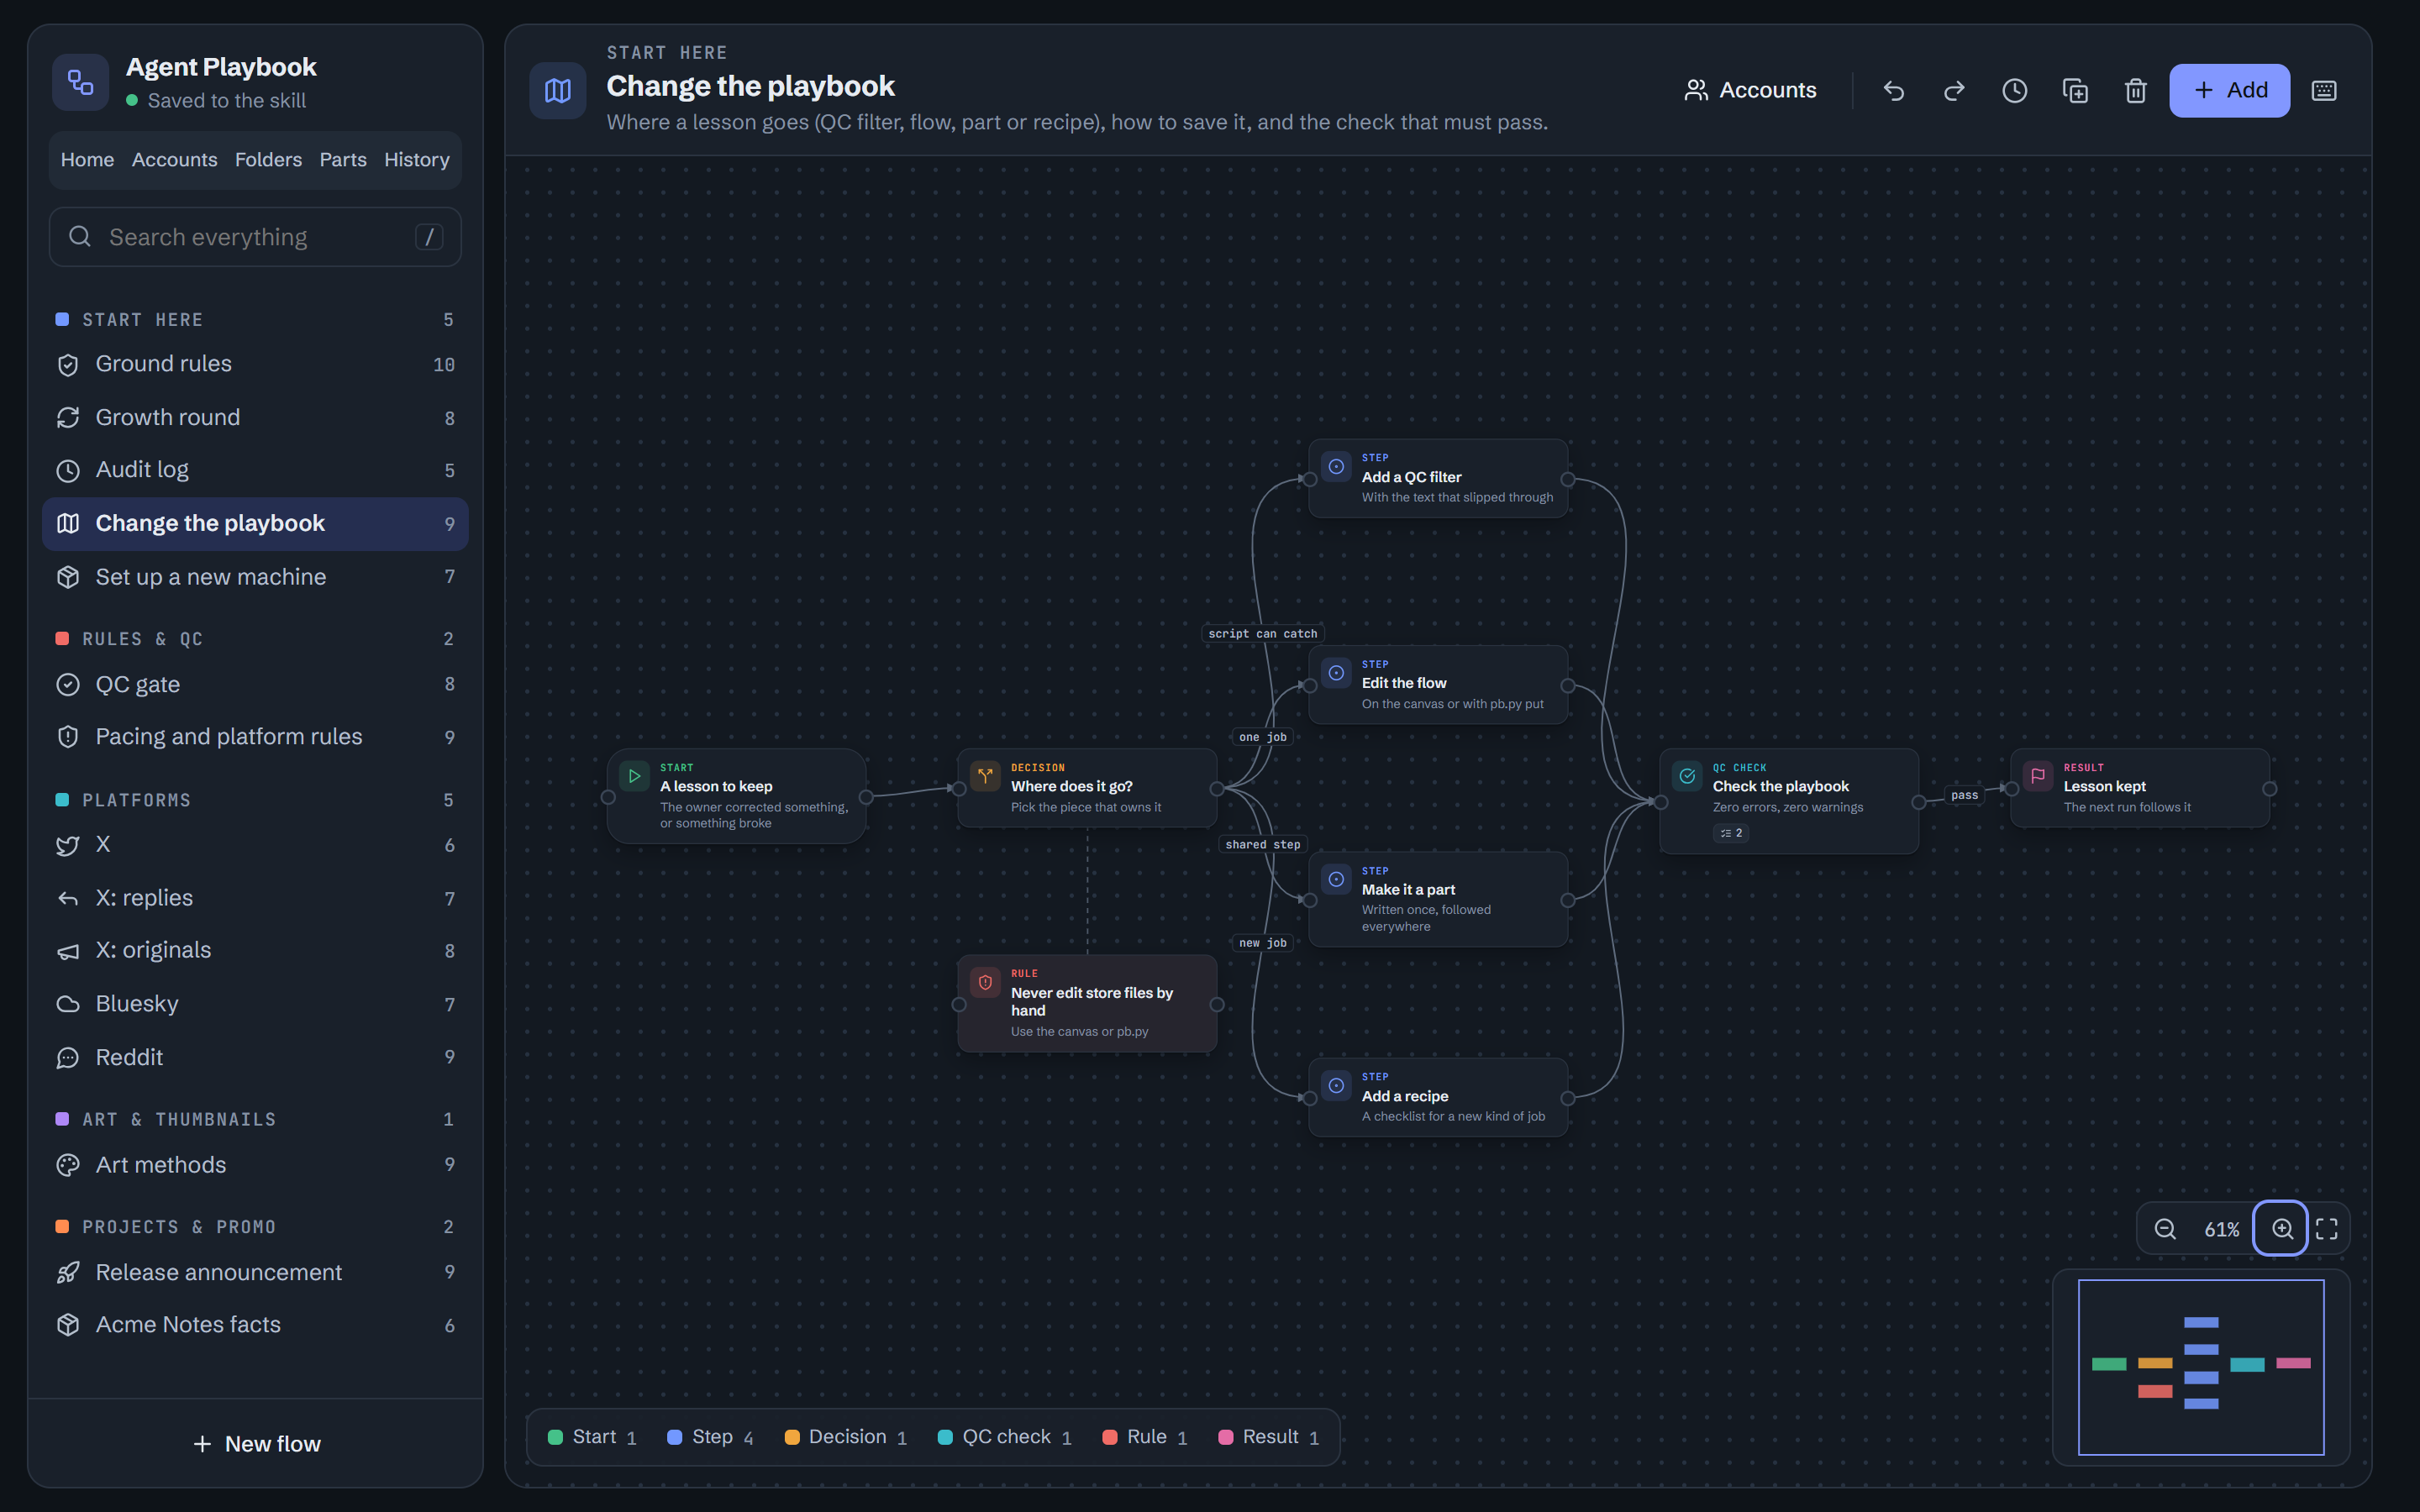 Agent Playbook
Saved to the skill
Home Accounts Folders Parts History
Search everything /
START HERE 5
Ground rules 10
Growth round 8
Audit log 5
Change the playbook 9
Set up a new machine 7
RULES & QC 2
QC gate 8
Pacing and platform rules 9
PLATFORMS 5
X 6
X: replies 7
X: originals 8
Bluesky 7
Reddit 9
ART & THUMBNAILS 1
Art methods 9
PROJECTS & PROMO 2
Release announcement 9
Acme Notes facts 6
New flow
START HERE
Change the playbook
Where a lesson goes (QC filter, flow, part or recipe), how to save it, and the check that must pass.
Accounts
Add
START
A lesson to keep
The owner corrected something,
or something broke
DECISION
Where does it go?
Pick the piece that owns it
RULE
Never edit store files by
hand
Use the canvas or pb.py
script can catch
one job
shared step
new job
STEP
Add a QC filter
With the text that slipped through
STEP
Edit the flow
On the canvas or with pb.py put
STEP
Make it a part
Written once, followed
everywhere
STEP
Add a recipe
A checklist for a new kind of job
QC CHECK
Check the playbook
Zero errors, zero warnings
2
pass
RESULT
Lesson kept
The next run follows it
61%
Start 1 Step 4 Decision 1 QC check 1 Rule 1 Result 1